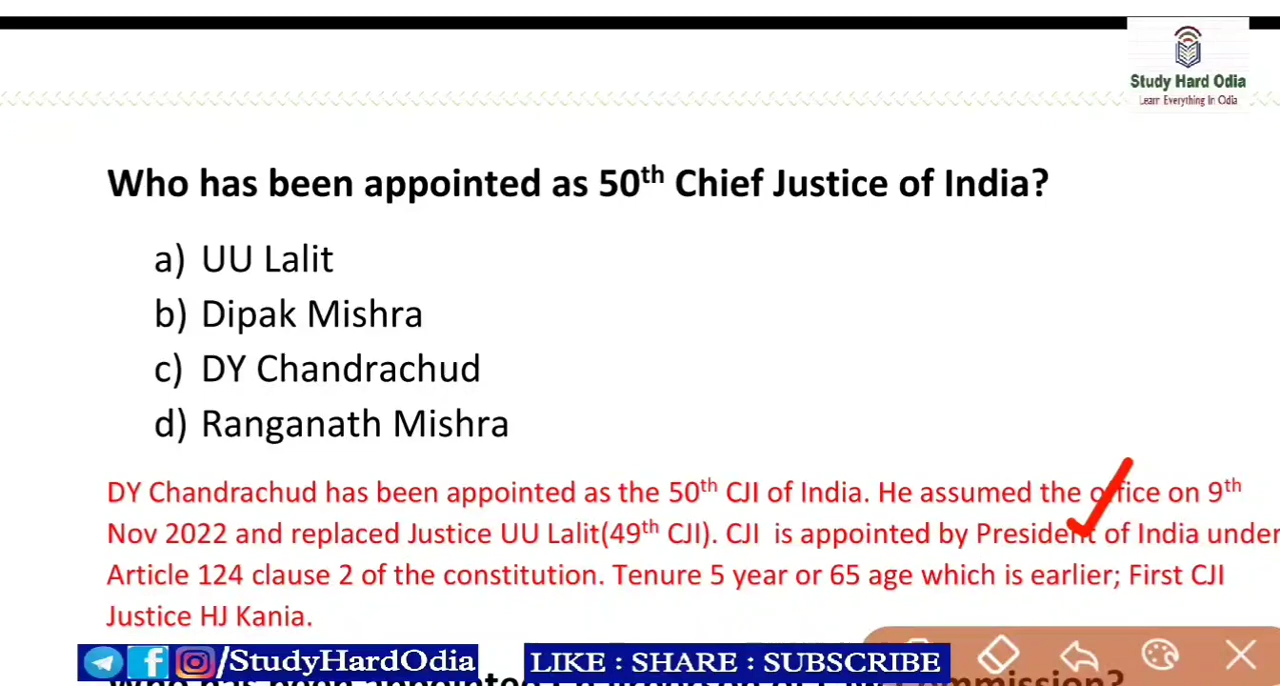 Study Hard Odia
Learn Everything In Odia
Who has been appointed as 50th Chief Justice of India?
a) UU Lalit
b) Dipak Mishra
c) DY Chandrachud
d) Ranganath Mishra
DY Chandrachud has been appointed as the 50th CJI of India. He assumed the office on 9th
Nov 2022 and replaced Justice UU Lalit(49th CJI). CJI is appointed by President of India under
Article 124 clause 2 of the constitution. Tenure 5 year or 65 age which is earlier; First CJI
Justice HJ Kania.
/StudyHardOdia
LIKE : SHARE : SUBSCRIBE
Who has been appointed